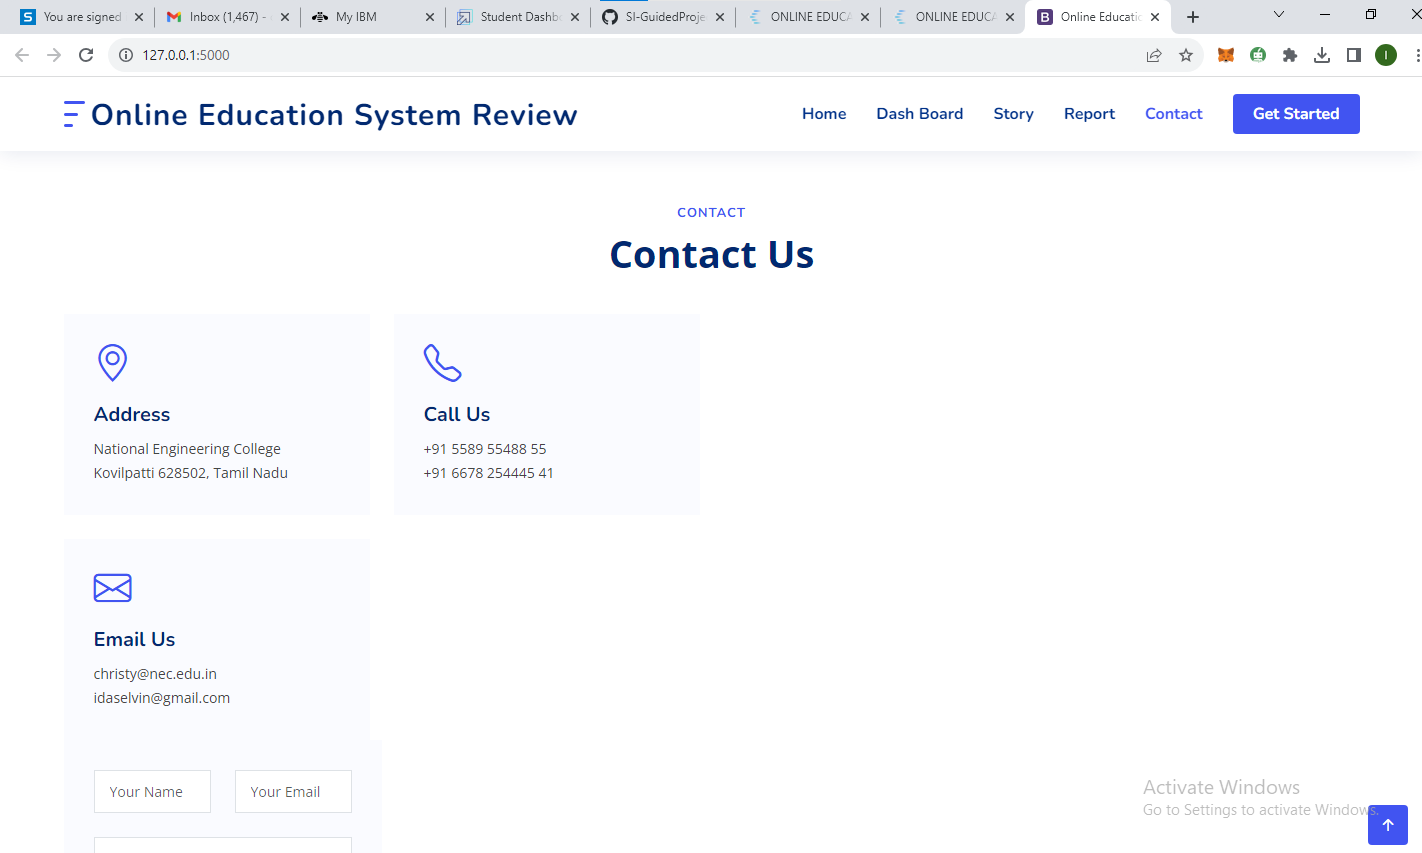 You are signed
Inbox (1,467) -
My IBM
Student Dashbo
SI-GuidedProje
ONLINE EDUCA
ONLINE EDUCA
Online Educatio
127.0.0.1:5000
I
Online Education System Review
Home
Dash Board
Story
Report
Contact
Get Started
CONTACT
Contact Us
Address
National Engineering College
Kovilpatti 628502, Tamil Nadu
Call Us
+91 5589 55488 55
+91 6678 254445 41
Email Us
christy@nec.edu.in
idaselvin@gmail.com
Your Name
Your Email
Activate Windows
Go to Settings to activate Windows.